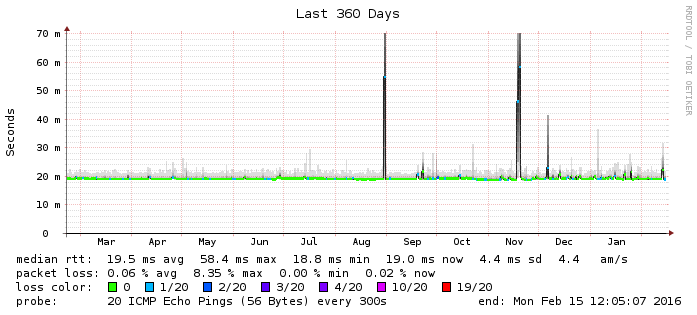 Last 360 Days
RRDTOOL / TOBI OETIKER
Seconds
70 m
60 m
50 m
40 m
30 m
20 m
10 m
0
Mar Apr May Jun Jul Aug Sep Oct Nov Dec Jan
median rtt: 19.5 ms avg 58.4 ms max 18.8 ms min 19.0 ms now 4.4 ms sd 4.4 am/s
packet loss: 0.06 % avg 8.35 % max 0.00 % min 0.02 % now
loss color: 0 1/20 2/20 3/20 4/20 10/20 19/20
probe: 20 ICMP Echo Pings (56 Bytes) every 300s end: Mon Feb 15 12:05:07 2016